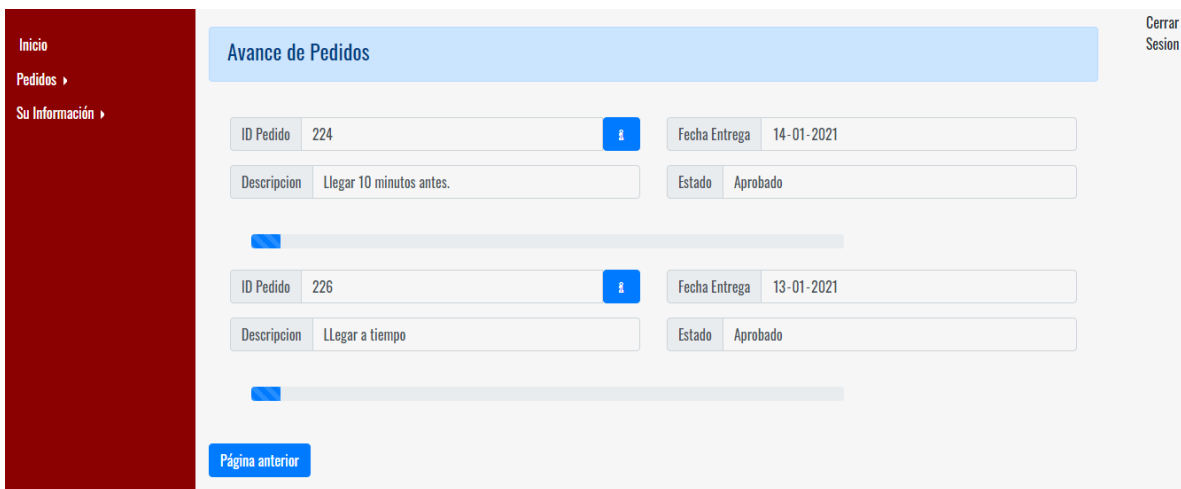 Inicio
Pedidos
Su Información
Cerrar
Sesion
Avance de Pedidos
ID Pedido 224
Fecha Entrega 14-01-2021
Descripcion Llegar 10 minutos antes.
Estado Aprobado
ID Pedido 226
Fecha Entrega 13-01-2021
Descripcion LLegar a tiempo
Estado Aprobado
Página anterior